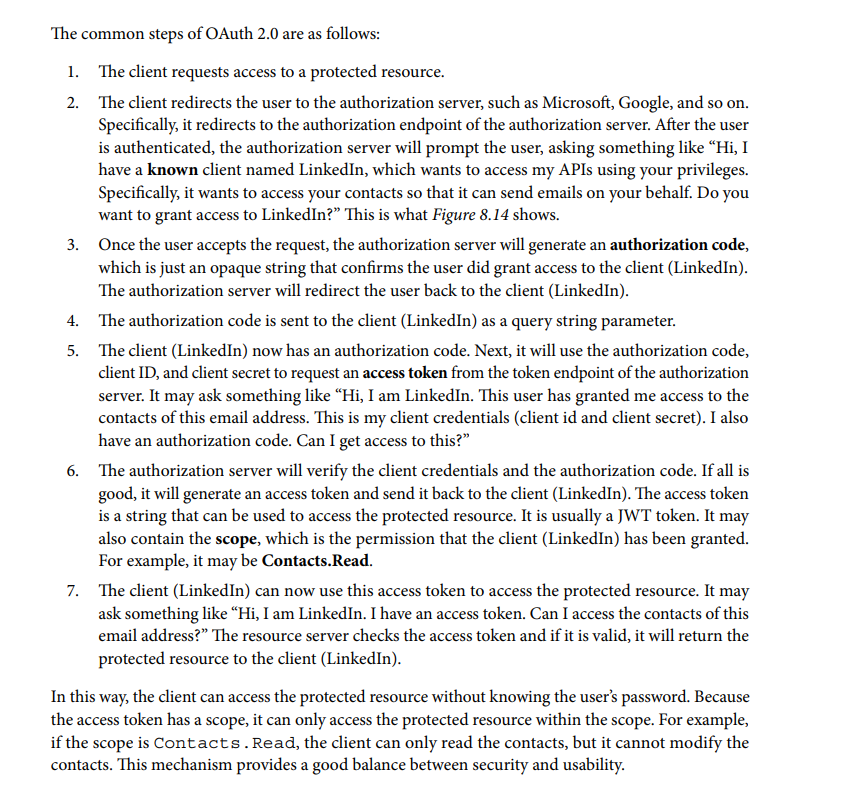 The common steps of OAuth 2.0 are as follows:
1. The client requests access to a protected resource.
2. The client redirects the user to the authorization server, such as Microsoft, Google, and so on.
Specifically, it redirects to the authorization endpoint of the authorization server. After the user
is authenticated, the authorization server will prompt the user, asking something like “Hi, I
have a known client named LinkedIn, which wants to access my APIs using your privileges.
Specifically, it wants to access your contacts so that it can send emails on your behalf. Do you
want to grant access to LinkedIn?” This is what Figure 8.14 shows.
3. Once the user accepts the request, the authorization server will generate an authorization code,
which is just an opaque string that confirms the user did grant access to the client (LinkedIn).
The authorization server will redirect the user back to the client (LinkedIn).
4. The authorization code is sent to the client (LinkedIn) as a query string parameter.
5. The client (LinkedIn) now has an authorization code. Next, it will use the authorization code,
client ID, and client secret to request an access token from the token endpoint of the authorization
server. It may ask something like “Hi, I am LinkedIn. This user has granted me access to the
contacts of this email address. This is my client credentials (client id and client secret). I also
have an authorization code. Can I get access to this?”
6. The authorization server will verify the client credentials and the authorization code. If all is
good, it will generate an access token and send it back to the client (LinkedIn). The access token
is a string that can be used to access the protected resource. It is usually a JWT token. It may
also contain the scope, which is the permission that the client (LinkedIn) has been granted.
For example, it may be Contacts.Read.
7. The client (LinkedIn) can now use this access token to access the protected resource. It may
ask something like “Hi, I am LinkedIn. I have an access token. Can I access the contacts of this
email address?” The resource server checks the access token and if it is valid, it will return the
protected resource to the client (LinkedIn).
In this way, the client can access the protected resource without knowing the user’s password. Because
the access token has a scope, it can only access the protected resource within the scope. For example,
if the scope is Contacts.Read, the client can only read the contacts, but it cannot modify the
contacts. This mechanism provides a good balance between security and usability.